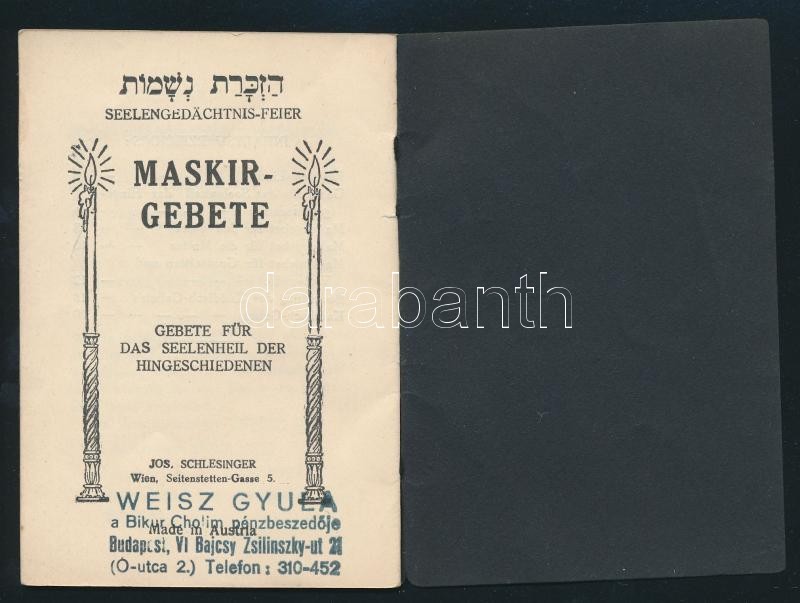 הַזְכָּרַת נְשָׁמוֹת
SEELENGEDÄCHTNIS-FEIER
MASKIR-
GEBETE
darabanth
GEBETE FÜR
DAS SEELENHEIL DER
HINGESCHIEDENEN
JOS. SCHLESINGER
Wien, Seitenstetten-Gasse 5.
WEISZ GYULA
a Bikur Cholim pénzbeszedője
Made in Austria
Budapest, VI Bajcsy Zsilinszky-ut 21
(Ó-utca 2.) Telefon: 310-452